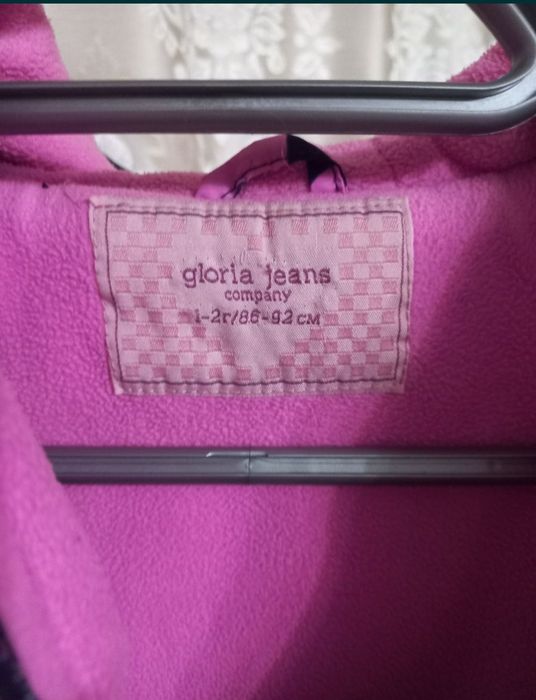 gloria jeans
company
1-2г/86-92 см